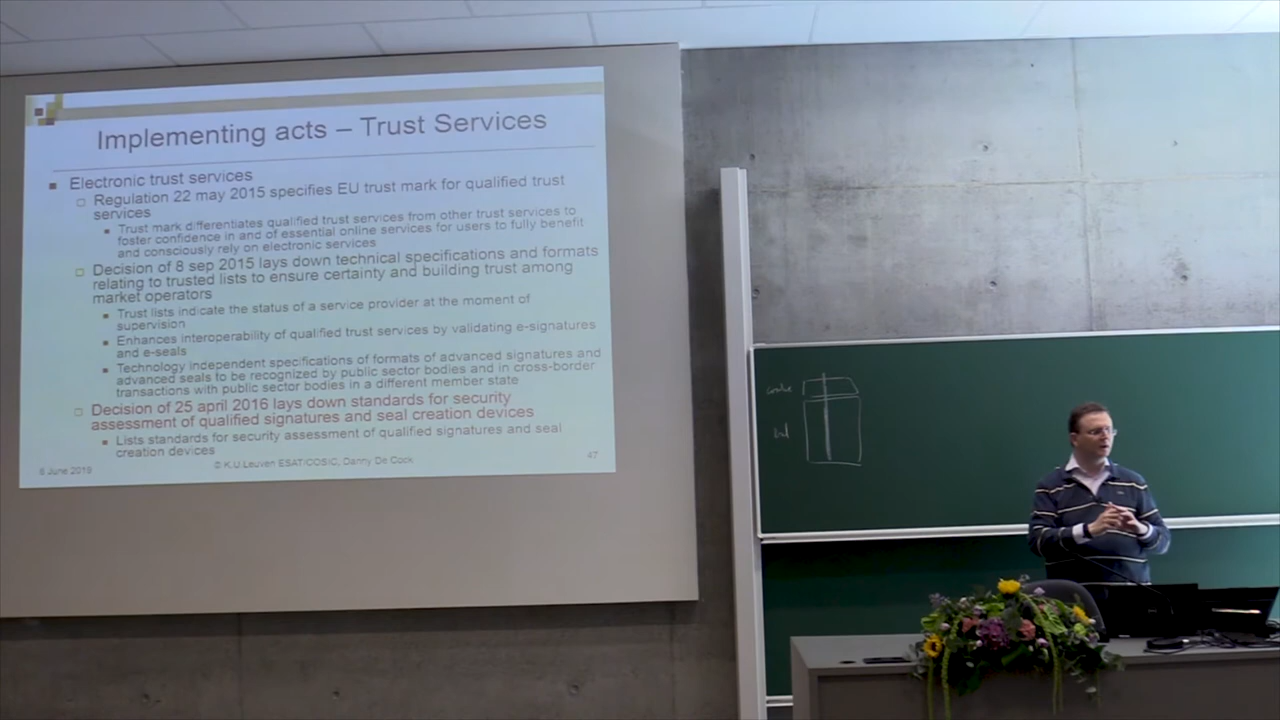 Implementing acts – Trust Services
Electronic trust services
Regulation 22 may 2015 specifies EU trust mark for qualified trust
services
Trust mark differentiates qualified trust services from other trust services to
foster confidence in and of essential online services for users to fully benefit
and consciously rely on electronic services
Decision of 8 sep 2015 lays down technical specifications and formats
relating to trusted lists to ensure certainty and building trust among
market operators
Trust lists indicate the status of a service provider at the moment of
supervision
Enhances interoperability of qualified trust services by validating e-signatures
and e-seals
Technology independent specifications of formats of advanced signatures and
advanced seals to be recognized by public sector bodies and in cross-border
transactions with public sector bodies in a different member state
Decision of 25 april 2016 lays down standards for security
assessment of qualified signatures and seal creation devices
Lists standards for security assessment of qualified signatures and seal
creation devices
6 June 2019
© K.U.Leuven ESAT/COSIC, Danny De Cock
47